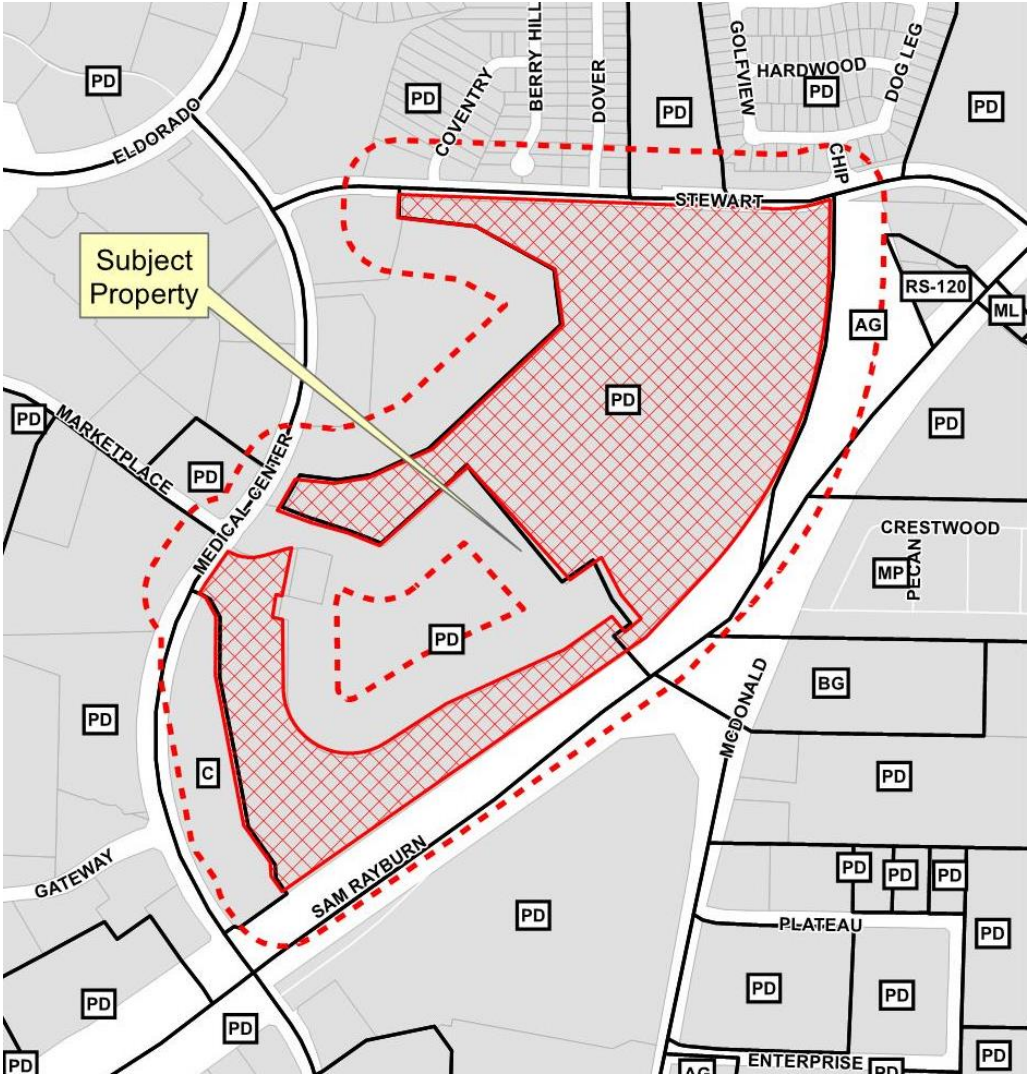 PD
ELDORADO
PD
COVENTRY
BERRY HILL
DOVER
PD
GOLFVIEW
HARDWOOD
PD
DOG LEG
PD
CHIP
STEWART
Subject
Property
RS-120
ML
AG
PD
PD
PD
MARKETPLACE
PD
MEDICAL CENTER
CRESTWOOD
MP
PECAN
PD
BG
MCDONALD
PD
C
PD
GATEWAY
SAM RAYBURN
PD
PD
PD
PD
PLATEAU
PD
PD
PD
PD
PD
PD
PD
PD
AG
ENTERPRISE
PD